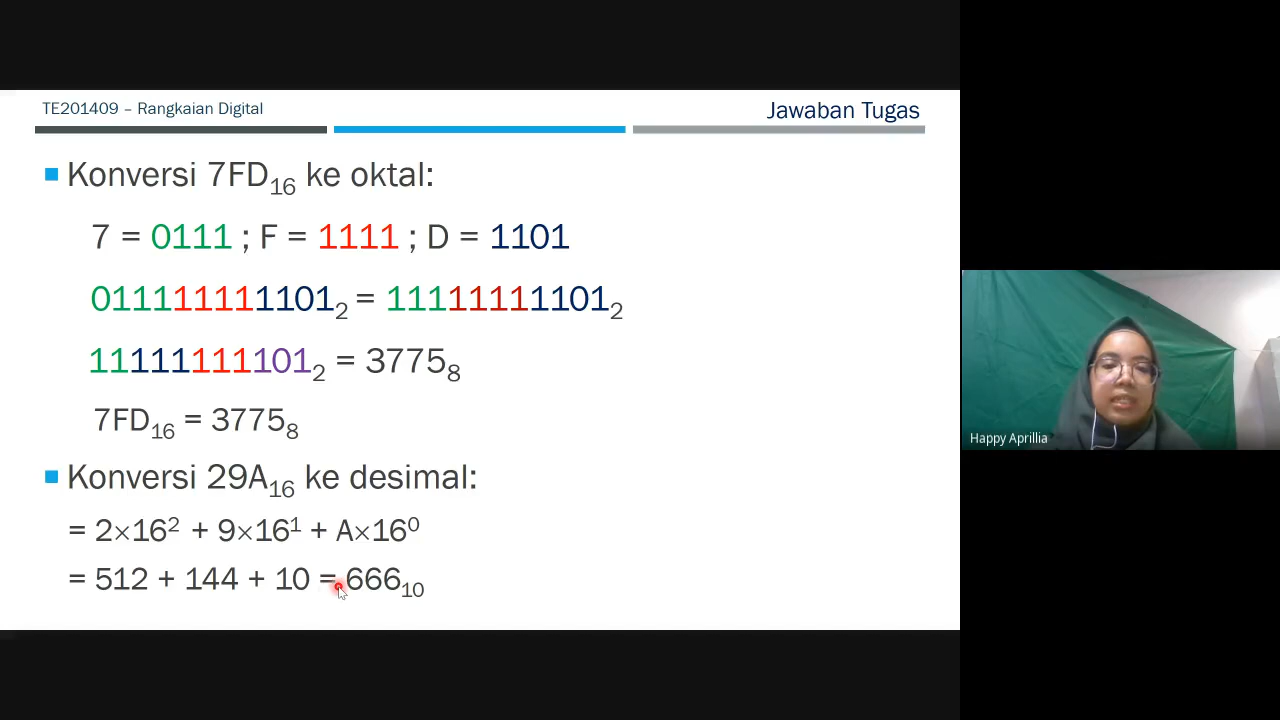 TE201409 – Rangkaian Digital
Jawaban Tugas
Konversi 7FD₁₆ ke oktal:
7 = 0111 ; F = 1111 ; D = 1101
011111111101₂ = 11111111101₂
11111111101₂ = 3775₈
7FD₁₆ = 3775₈
Konversi 29A₁₆ ke desimal:
= 2×16² + 9×16¹ + A×16⁰
= 512 + 144 + 10 = 666₁₀
Happy Aprillia